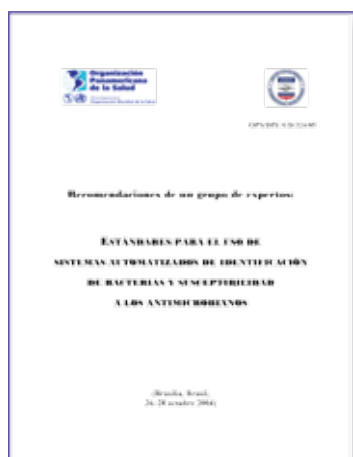 Organización
Panamericana
de la Salud
Recomendaciones de un grupo de expertos:
ESTÁNDARES PARA EL USO DE
SISTEMAS AUTOMATIZADOS DE IDENTIFICACIÓN
DE BACTERIAS Y SUSCEPTIBILIDAD
A LOS ANTIMICROBIANOS
(Brasilia, Brasil,
24, 28 octubre 2004)